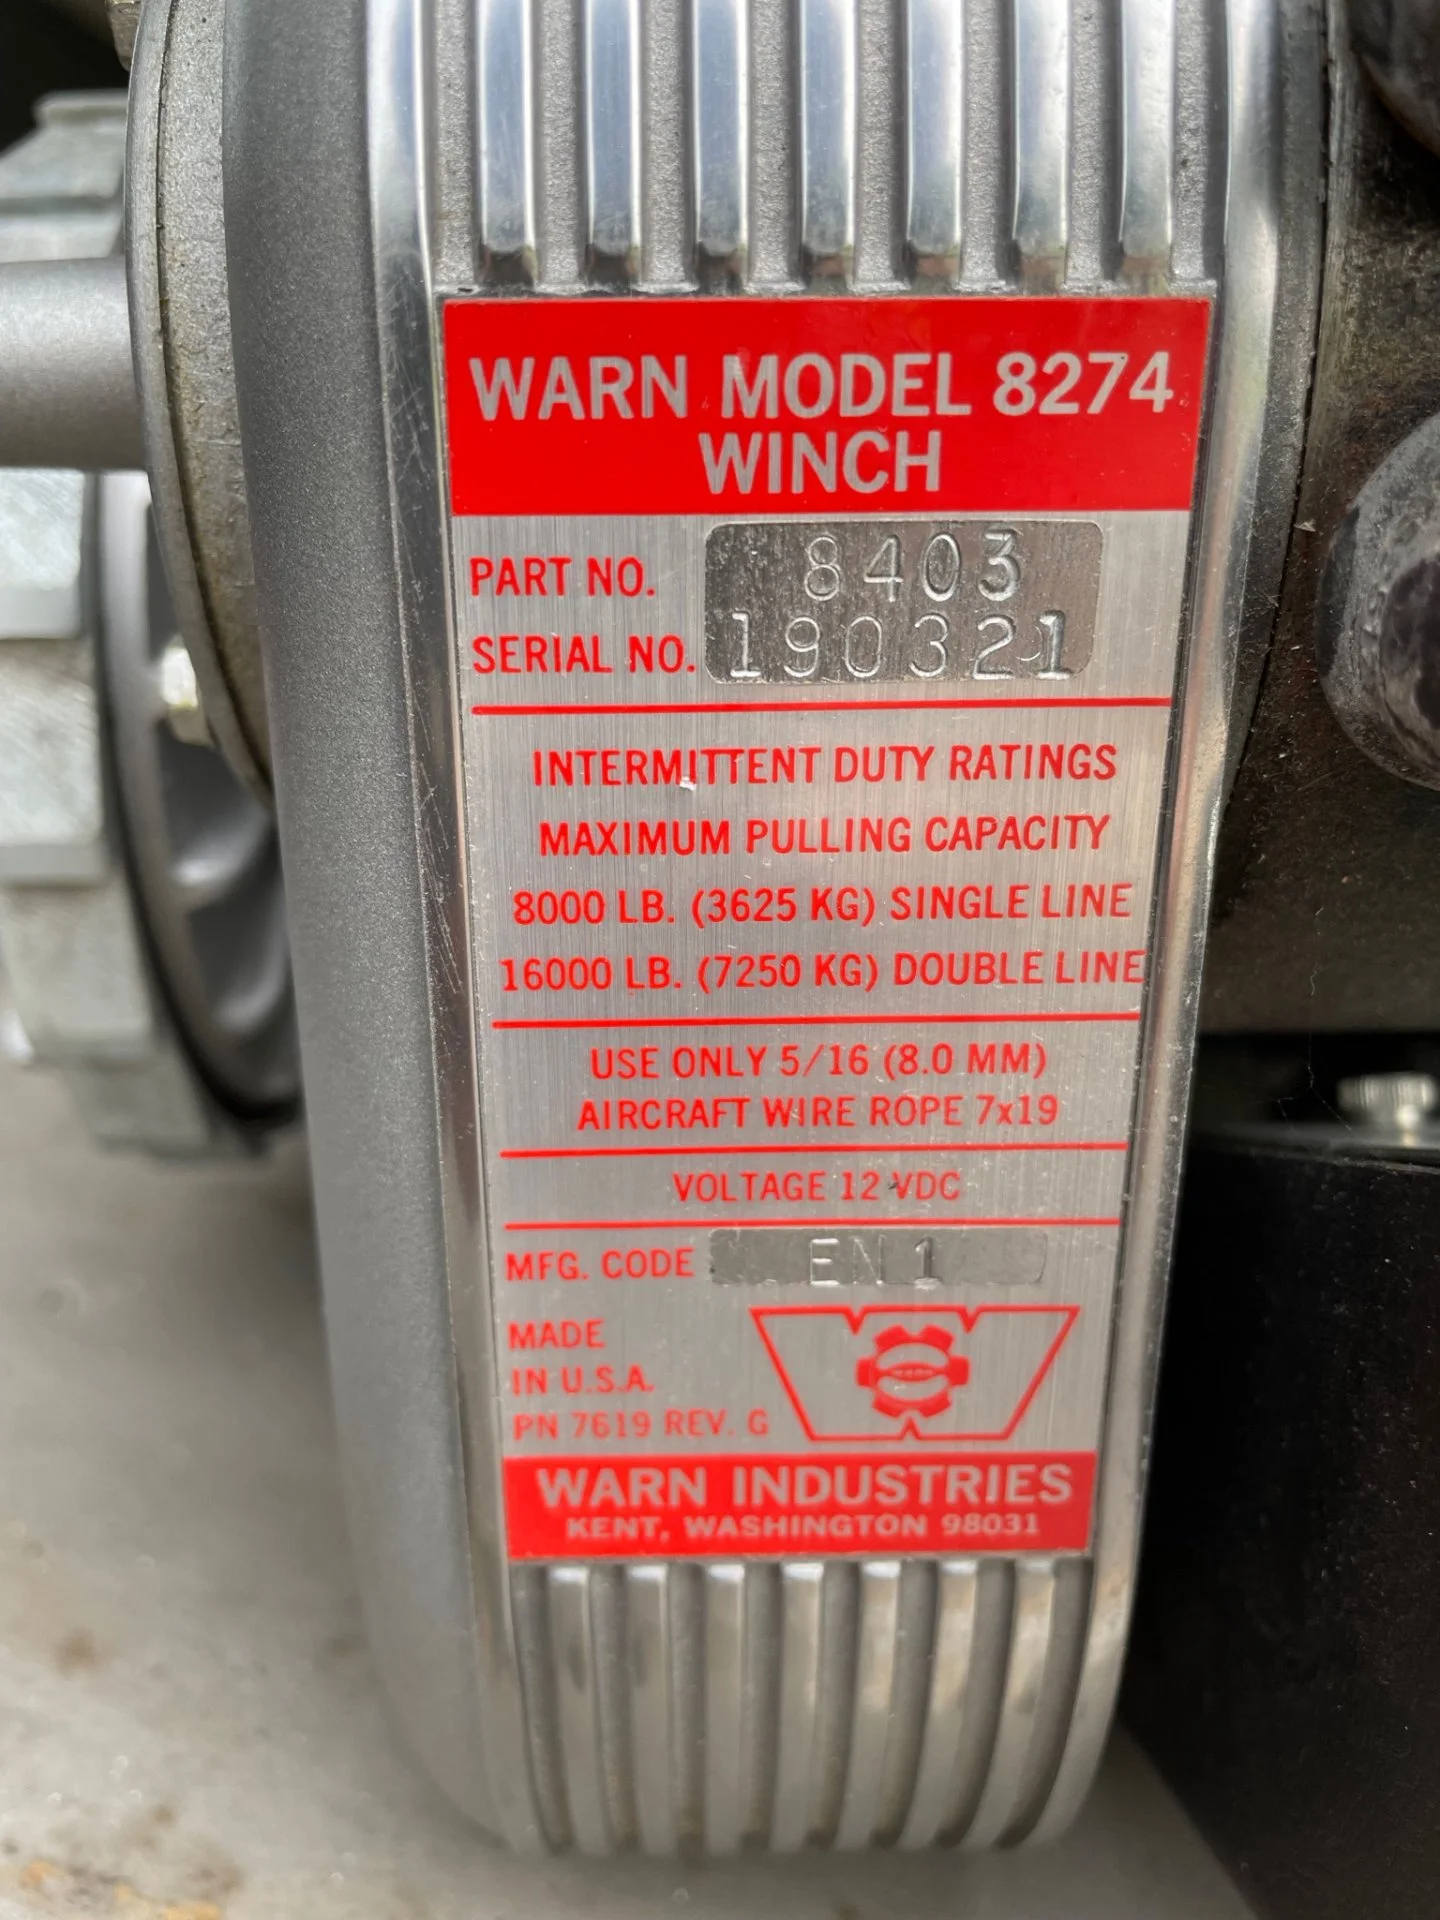 WARN MODEL 8274
WINCH
PART NO. 8403
SERIAL NO. 190321
INTERMITTENT DUTY RATINGS
MAXIMUM PULLING CAPACITY
8000 LB. (3625 KG) SINGLE LINE
16000 LB. (7250 KG) DOUBLE LINE
USE ONLY 5/16 (8.0 MM)
AIRCRAFT WIRE ROPE 7x19
VOLTAGE 12 VDC
MFG. CODE EN1
MADE
IN U.S.A.
PN 7619 REV. G
WARN INDUSTRIES
KENT, WASHINGTON 98031